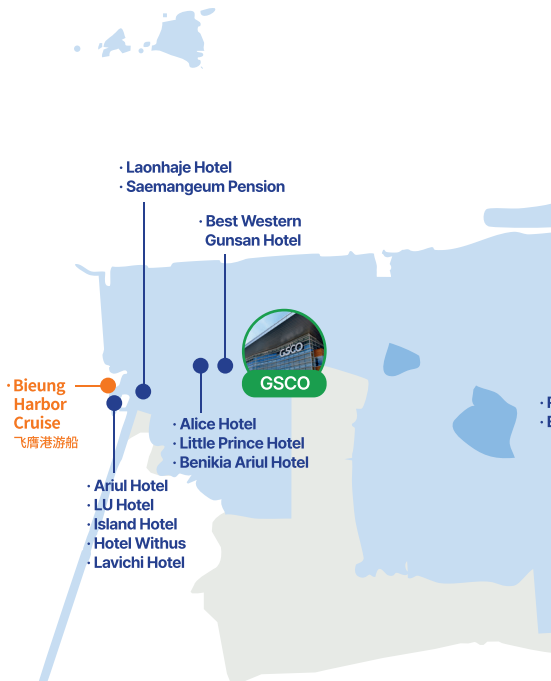 · Laonhaje Hotel
· Saemangeum Pension
· Best Western
Gunsan Hotel
GSCO
GSCO
· Bieung
Harbor
Cruise
飞鹰港游船
· Alice Hotel
· Little Prince Hotel
· Benikia Ariul Hotel
· Ariul Hotel
· LU Hotel
· Island Hotel
· Hotel Withus
· Lavichi Hotel